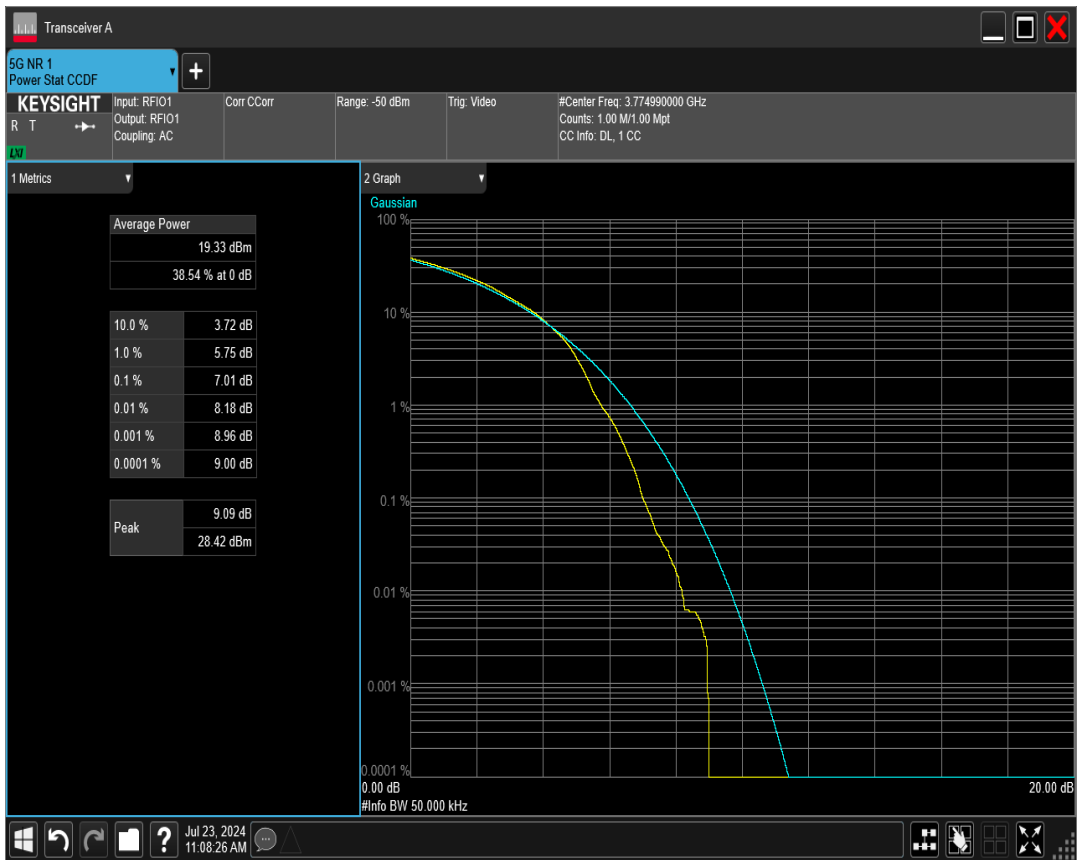 Transceiver A
5G NR 1
Power Stat CCDF
+
KEYSIGHT
R T
LXI
Input: RFIO1
Output: RFIO1
Coupling: AC
Corr CCorr
Range: -50 dBm
Trig: Video
#Center Freq: 3.774990000 GHz
Counts: 1.00 M/1.00 Mpt
CC Info: DL, 1 CC
1 Metrics
Average Power
19.33 dBm
38.54 % at 0 dB
10.0 % 3.72 dB
1.0 % 5.75 dB
0.1 % 7.01 dB
0.01 % 8.18 dB
0.001 % 8.96 dB
0.0001 % 9.00 dB
Peak
9.09 dB
28.42 dBm
2 Graph
Gaussian
100 %
10 %
1 %
0.1 %
0.01 %
0.001 %
0.0001 %
0.00 dB 20.00 dB
#Info BW 50.000 kHz
?
Jul 23, 2024
11:08:26 AM